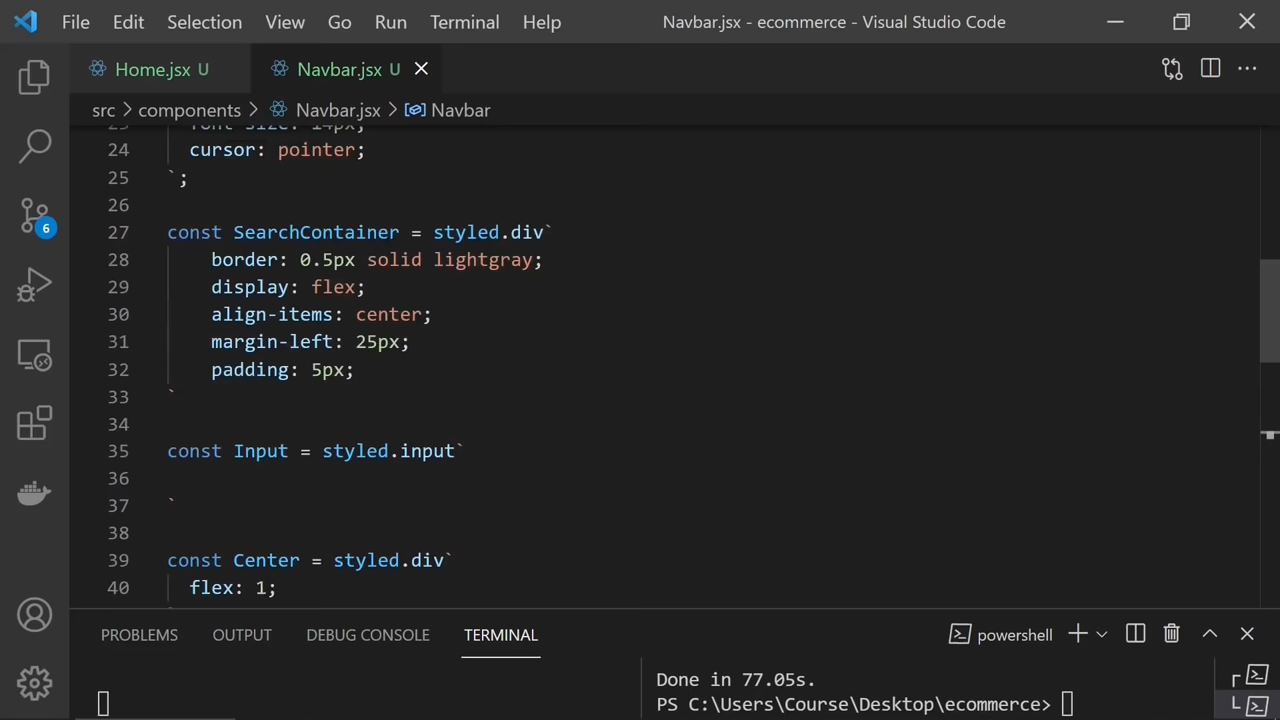 File Edit Selection View Go Run Terminal Help Navbar.jsx - ecommerce - Visual Studio Code
Home.jsx U Navbar.jsx U
src > components > Navbar.jsx > Navbar
23 font-size: 14px;
24 cursor: pointer;
25 `;
26
27 const SearchContainer = styled.div`
28 border: 0.5px solid lightgray;
29 display: flex;
30 align-items: center;
31 margin-left: 25px;
32 padding: 5px;
33 `
34
35 const Input = styled.input`
36
37 `
38
39 const Center = styled.div`
40 flex: 1;
6
PROBLEMS OUTPUT DEBUG CONSOLE TERMINAL powershell
Done in 77.05s.
PS C:\Users\Course\Desktop\ecommerce>